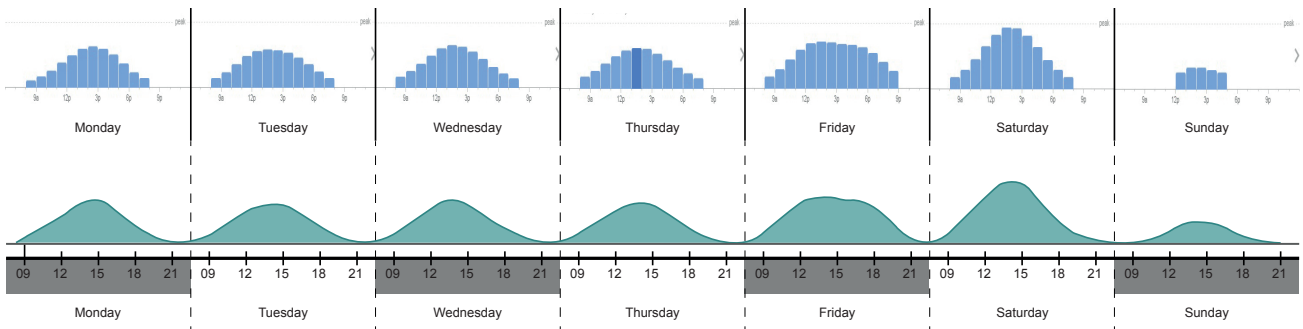 peak peak peak peak peak peak peak
9a 12p 3p 6p 9p 9a 12p 3p 6p 9p 9a 12p 3p 6p 9p 9a 12p 3p 6p 9p 9a 12p 3p 6p 9p 9a 12p 3p 6p 9p 9a 12p 3p 6p 9p
Monday Tuesday Wednesday Thursday Friday Saturday Sunday
09 12 15 18 21 09 12 15 18 21 09 12 15 18 21 09 12 15 18 21 09 12 15 18 21 09 12 15 18 21 09 12 15 18 21
Monday Tuesday Wednesday Thursday Friday Saturday Sunday